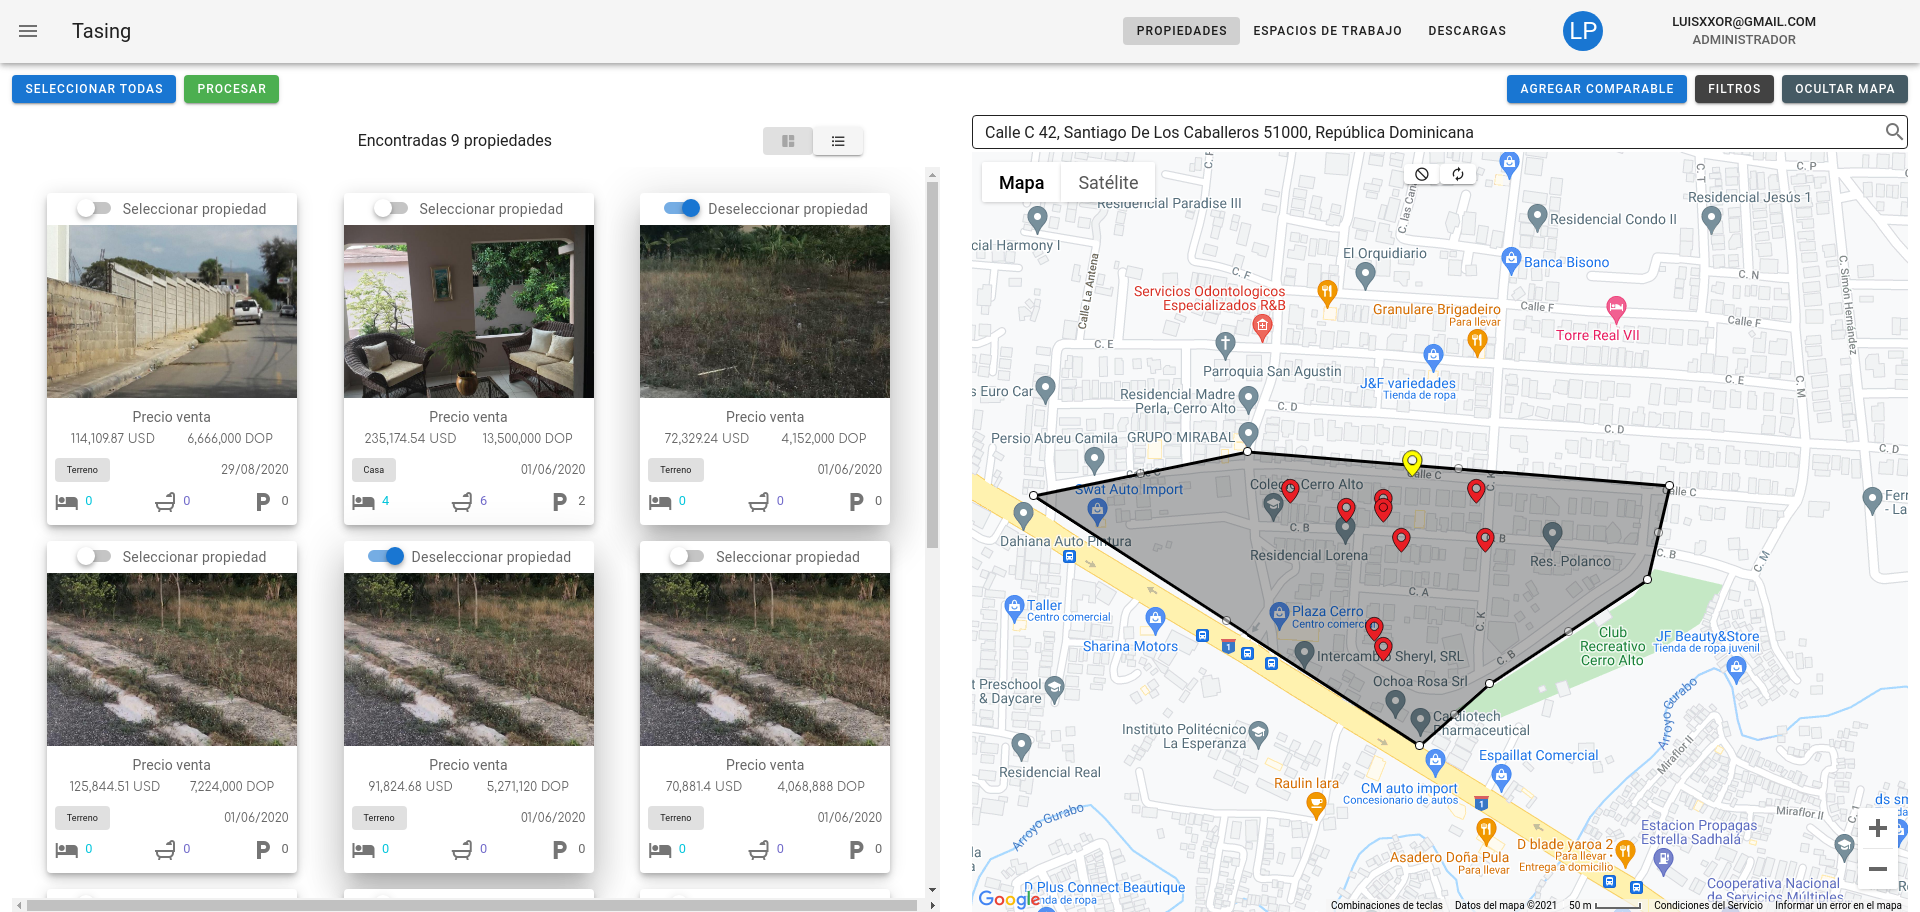 Tasing
PROPIEDADES
ESPACIOS DE TRABAJO
DESCARGAS
LP
LUISXXOR@GMAIL.COM
ADMINISTRADOR
SELECCIONAR TODAS
PROCESAR
AGREGAR COMPARABLE
FILTROS
OCULTAR MAPA
Encontradas 9 propiedades
Calle C 42, Santiago De Los Caballeros 51000, República Dominicana
Seleccionar propiedad
Precio venta
114,109.87 USD 6,666,000 DOP
Terreno 29/08/2020
0 0 P 0
Seleccionar propiedad
Precio venta
235,174.54 USD 13,500,000 DOP
Casa 01/06/2020
4 6 P 2
Deseleccionar propiedad
Precio venta
72,329.24 USD 4,152,000 DOP
Terreno 01/06/2020
0 0 P 0
Seleccionar propiedad
Precio venta
125,844.51 USD 7,224,000 DOP
Terreno 01/06/2020
0 0 P 0
Deseleccionar propiedad
Precio venta
91,824.68 USD 5,271,120 DOP
Terreno 01/06/2020
0 0 P 0
Seleccionar propiedad
Precio venta
70,881.4 USD 4,068,888 DOP
Terreno 01/06/2020
0 0 P 0
Mapa
Satélite
C. P
Residencial Paradise III
Residencial Condo II
Residencial Jesús 1
C. T
cial Harmony I
El Orquidiario
Banca Bisono
C. N
C. F
Calle La Antena
C. Simón Hernández
Servicios Odontologicos
Especializados R&B
Granulare Brigadeiro
Para llevar
Calle F
Calle F
Torre Real VII
C. E
Parroquia San Agustin
J&F variedades
Tienda de ropa
C. E
C. M
s Euro Car
Residencial Madre
Perla, Cerro Alto
C. D
C. D
Persio Abreu Camila
GRUPO MIRABAL
Swat Auto Import
Colegio Cerro Alto
Dahiana Auto Pintura
C. B
Residencial Lorena
Res. Polanco
C. B
C. M
C. A
C. K
C. B
Taller
Centro comercial
Sharina Motors
Plaza Cerro
Intercambio Sheryl, SRL
Club
Recreativo
Cerro Alto
JF Beauty&Store
Tienda de ropa juvenil
t Preschool
& Daycare
Ochoa Rosa Srl
Cardiotech
Pharmaceutical
Instituto Politécnico
La Esperanza
Residencial Real
Espaillat Comercial
Arroyo Gurabo
Miraflor II
Raulin lara
CM auto import
Concesionario de autos
1
1
Miraflor II
ds sm
Arroyo Gurabo
Estacion Propagas
Estrella Sadhalá
D'blade yaroa 2
Para llevar •
Entrega a domicilio
Asadero Doña Pula
Para llevar
D Plus Connect Beautique
Cooperativa Nacional
de Servicios Múltiples
Google
Combinaciones de teclas
Datos del mapa ©2021
50 m
Condiciones del Servicio
Informar un error en el mapa